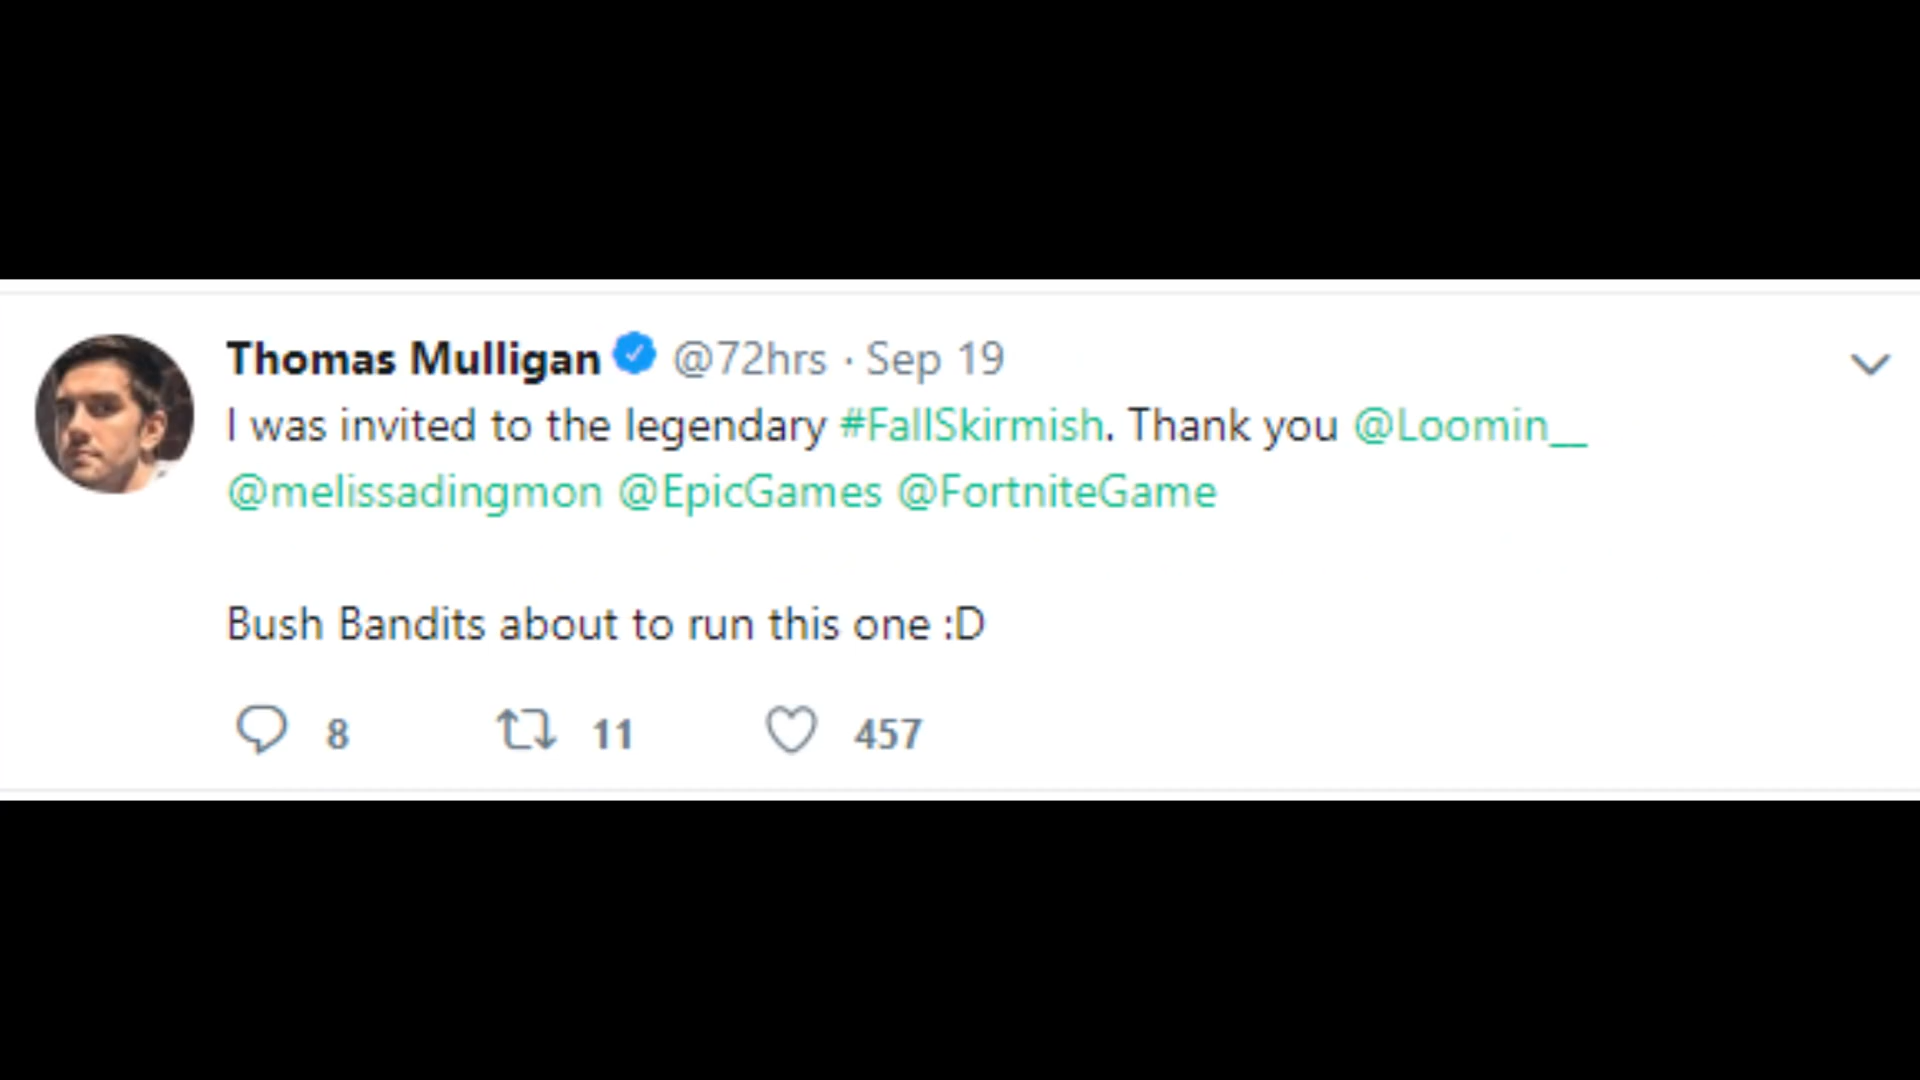 Thomas Mulligan @72hrs · Sep 19
I was invited to the legendary #FallSkirmish. Thank you @Loomin__
@melissadingmon @EpicGames @FortniteGame
Bush Bandits about to run this one :D
8 11 457